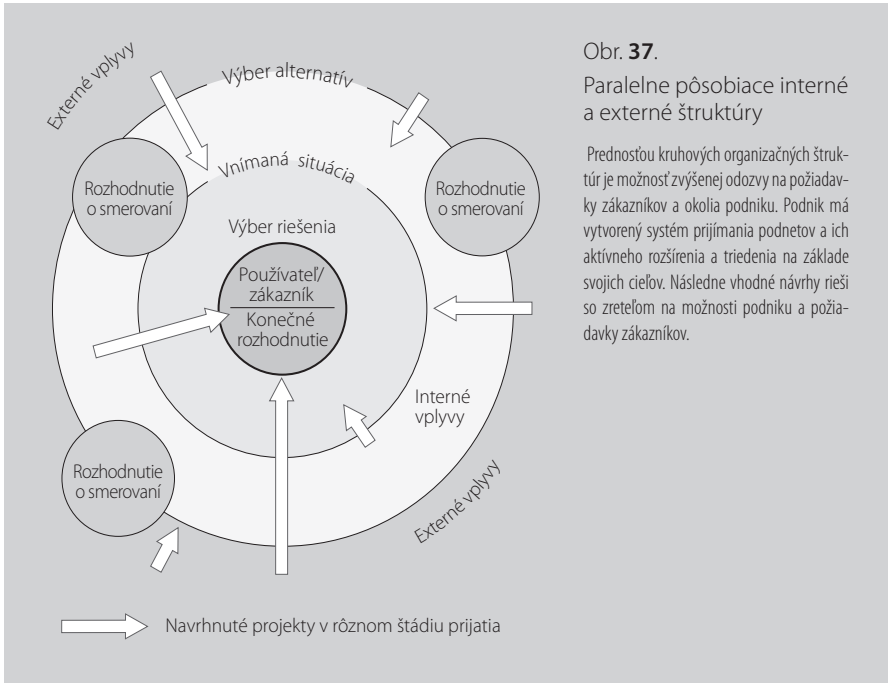 Externé vplyvy
Výber alternatív
Vnímaná situácia
Rozhodnutie
o smerovaní
Rozhodnutie
o smerovaní
Výber riešenia
Používateľ/
zákazník
Konečné
rozhodnutie
Interné
vplyvy
Rozhodnutie
o smerovaní
Externé vplyvy
Navrhnuté projekty v rôznom štádiu prijatia
Obr. 37.
Paralelne pôsobiace interné
a externé štruktúry
Prednosťou kruhových organizačných štruk-
túr je možnosť zvýšenej odozvy na požiadav-
ky zákazníkov a okolia podniku. Podnik má
vytvorený systém prijímania podnetov a ich
aktívneho rozšírenia a triedenia na základe
svojich cieľov. Následne vhodné návrhy rieši
so zreteľom na možnosti podniku a požia-
davky zákazníkov.